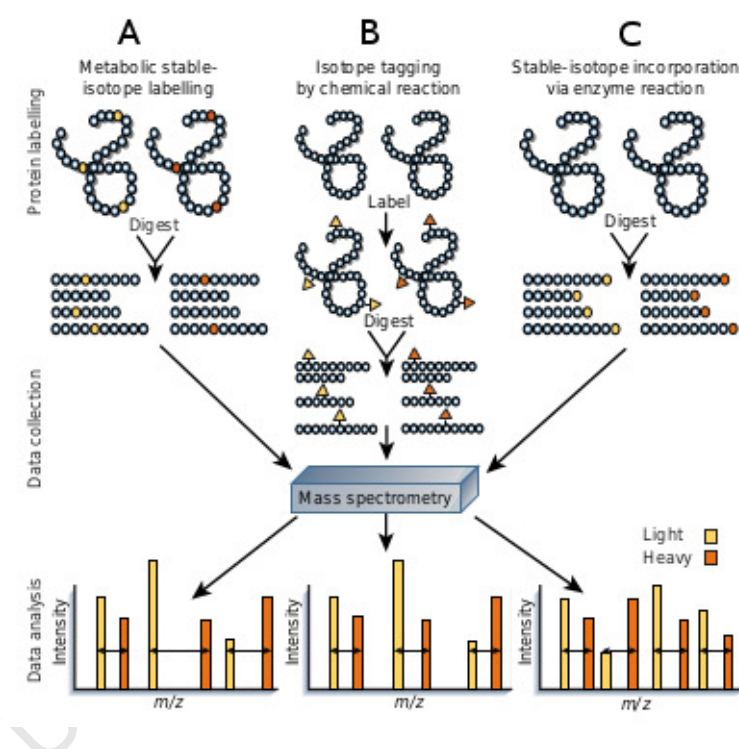 A
B
C
Metabolic stable-
isotope labelling
Isotope tagging
by chemical reaction
Stable-isotope incorporation
via enzyme reaction
Protein labelling
Digest
Label
Digest
Digest
Data collection
Mass spectrometry
Light
Heavy
Data analysis
Intensity
m/z
Intensity
m/z
Intensity
m/z